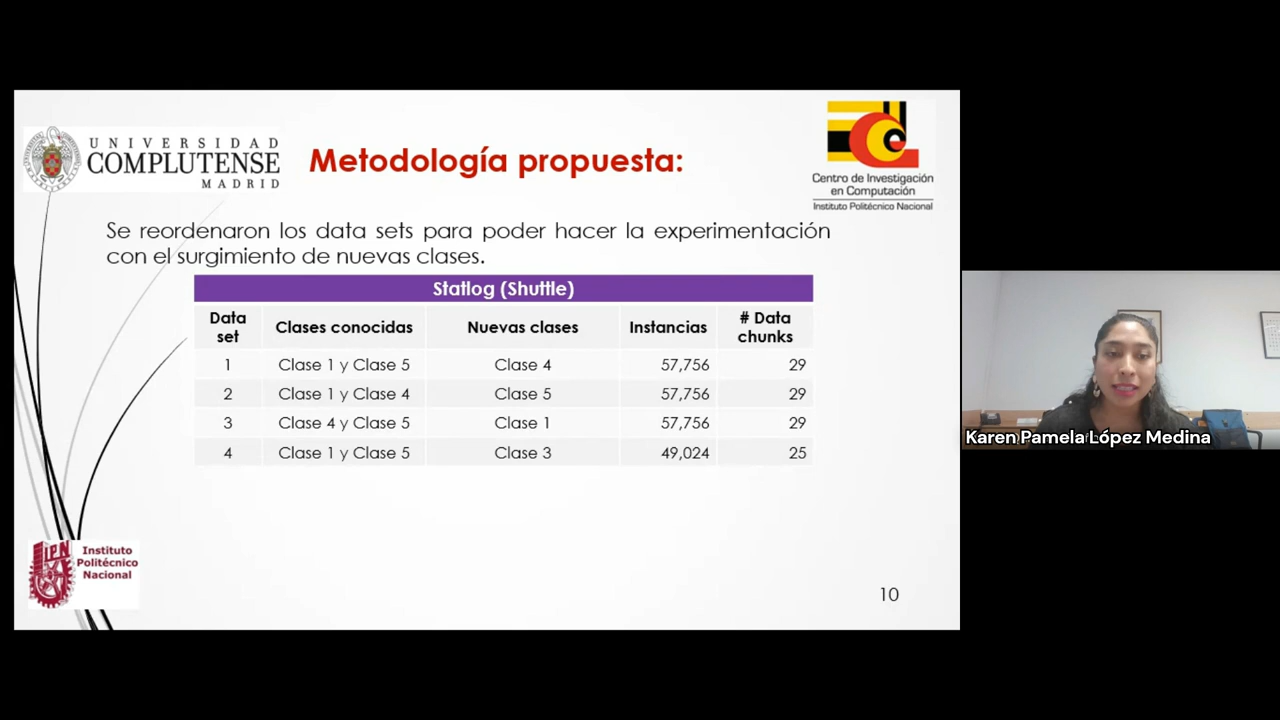 UNIVERSIDAD
COMPLUTENSE
MADRID
Metodología propuesta:
Centro de Investigación
en Computación
Instituto Politécnico Nacional
Se reordenaron los data sets para poder hacer la experimentación
con el surgimiento de nuevas clases.
Statlog (Shuttle)
Data set Clases conocidas Nuevas clases Instancias # Data chunks
1 Clase 1 y Clase 5 Clase 4 57,756 29
2 Clase 1 y Clase 4 Clase 5 57,756 29
3 Clase 4 y Clase 5 Clase 1 57,756 29
4 Clase 1 y Clase 5 Clase 3 49,024 25
Karen Pamela López Medina
I.P.N.
Instituto
Politécnico
Nacional
10